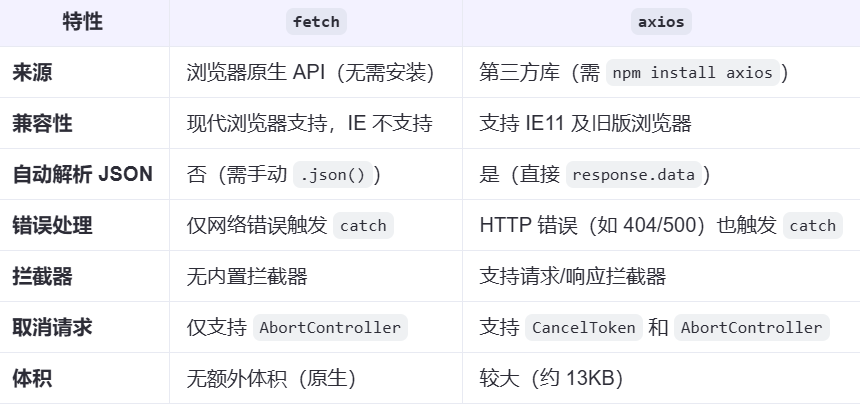 特性 fetch axios
来源 浏览器原生 API（无需安装） 第三方库（需 npm install axios）
兼容性 现代浏览器支持，IE 不支持 支持 IE11 及旧版浏览器
自动解析 JSON 否（需手动 .json()） 是（直接 response.data）
错误处理 仅网络错误触发 catch HTTP 错误（如 404/500）也触发 catch
拦截器 无内置拦截器 支持请求/响应拦截器
取消请求 仅支持 AbortController 支持 CancelToken 和 AbortController
体积 无额外体积（原生） 较大（约 13KB）